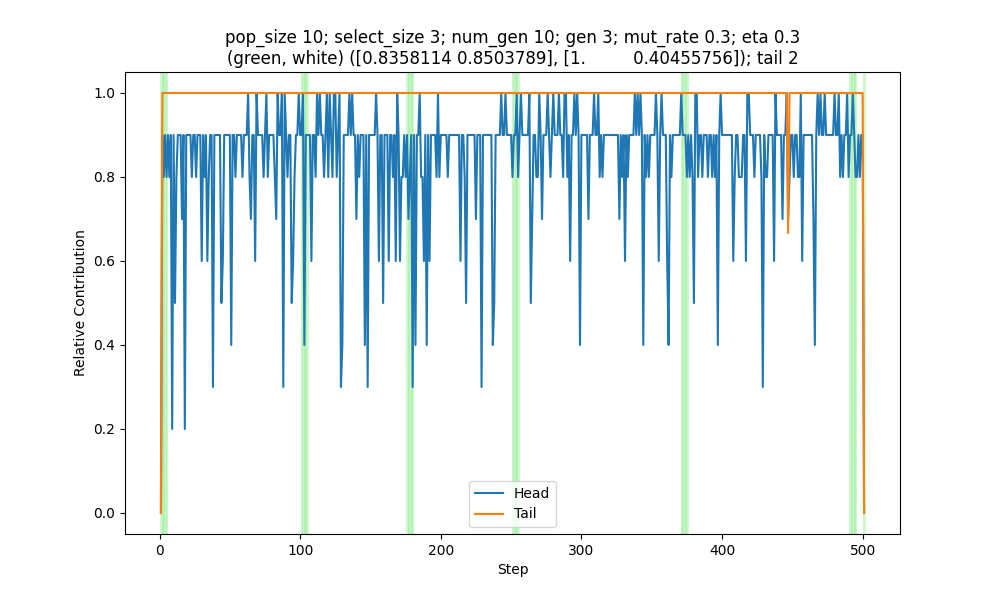 pop_size 10; select_size 3; num_gen 10; gen 3; mut_rate 0.3; eta 0.3
(green, white) ([0.8358114 0.8503789], [1.         0.40455756]); tail 2
1.0
0.8
0.6
0.4
0.2
0.0
Relative Contribution
Head
Tail
0 100 200 300 400 500
Step